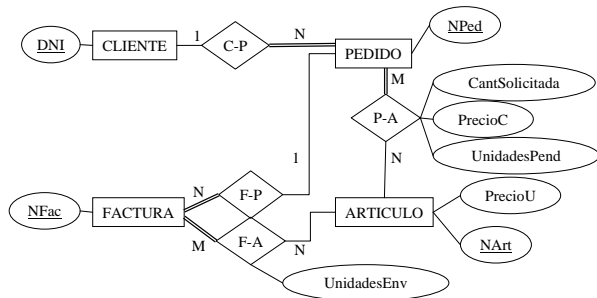 NPed
DNI
CLIENTE
1
C-P
N
PEDIDO
M
CantSolicitada
P-A
PrecioC
UnidadesPend
1
N
N
F-P
PrecioU
NFac
FACTURA
ARTICULO
M
F-A
N
NArt
UnidadesEnv